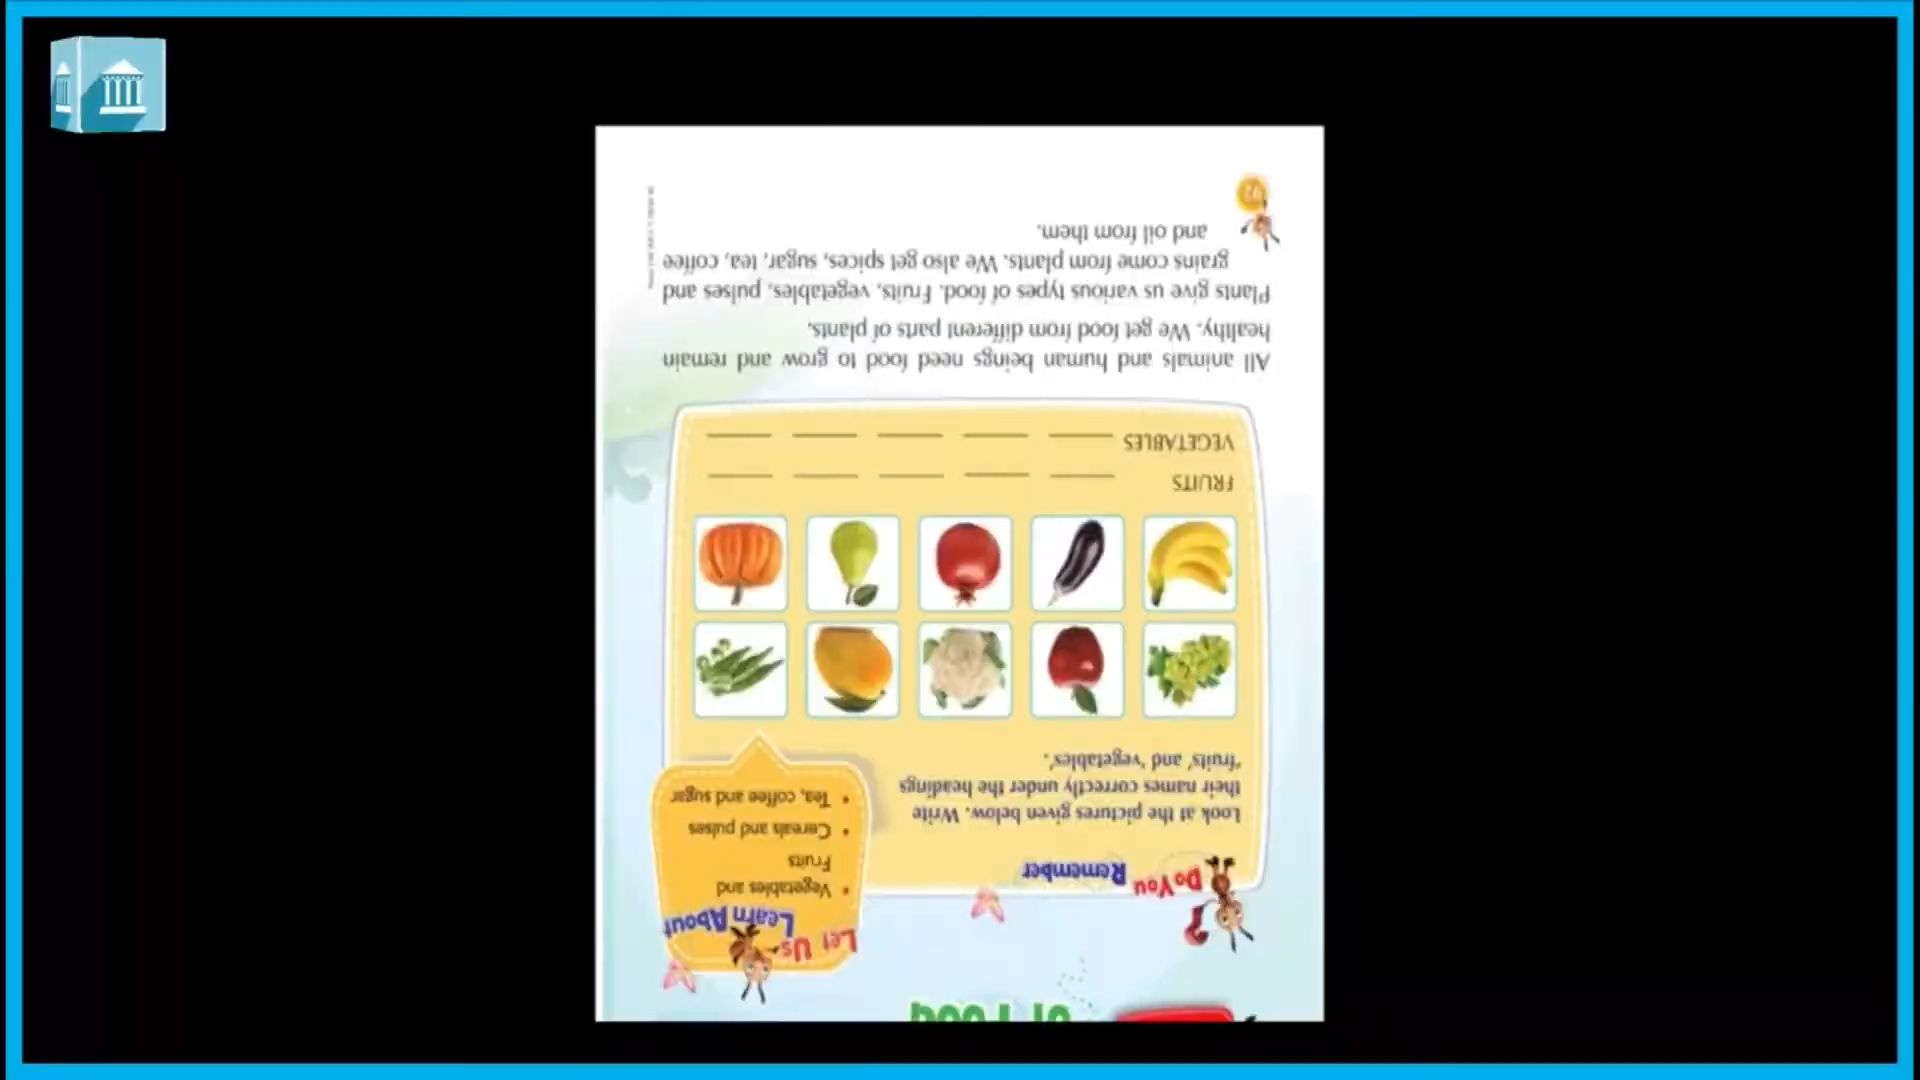 of Food
Let Us
Learn About
• Vegetables and
Fruits
• Cereals and pulses
• Tea, coffee and sugar
Do You Remember
?
Look at the pictures given below. Write
their names correctly under the headings
'fruits' and 'vegetables'.
FRUITS
VEGETABLES
All animals and human beings need food to grow and remain
healthy. We get food from different parts of plants.
Plants give us various types of food. Fruits, vegetables, pulses and
grains come from plants. We also get spices, sugar, tea, coffee
and oil from them.